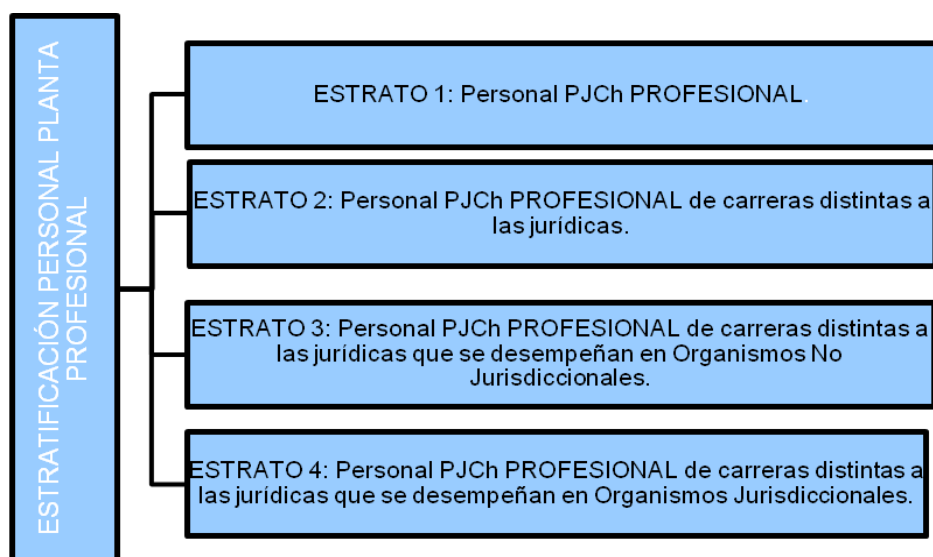 ESTRATIFICACIÓN PERSONAL PLANTA
PROFESIONAL
ESTRATO 1: Personal PJCh PROFESIONAL.
ESTRATO 2: Personal PJCh PROFESIONAL de carreras distintas a
las jurídicas.
ESTRATO 3: Personal PJCh PROFESIONAL de carreras distintas a
las jurídicas que se desempeñan en Organismos No
Jurisdiccionales.
ESTRATO 4: Personal PJCh PROFESIONAL de carreras distintas a
las jurídicas que se desempeñan en Organismos Jurisdiccionales.